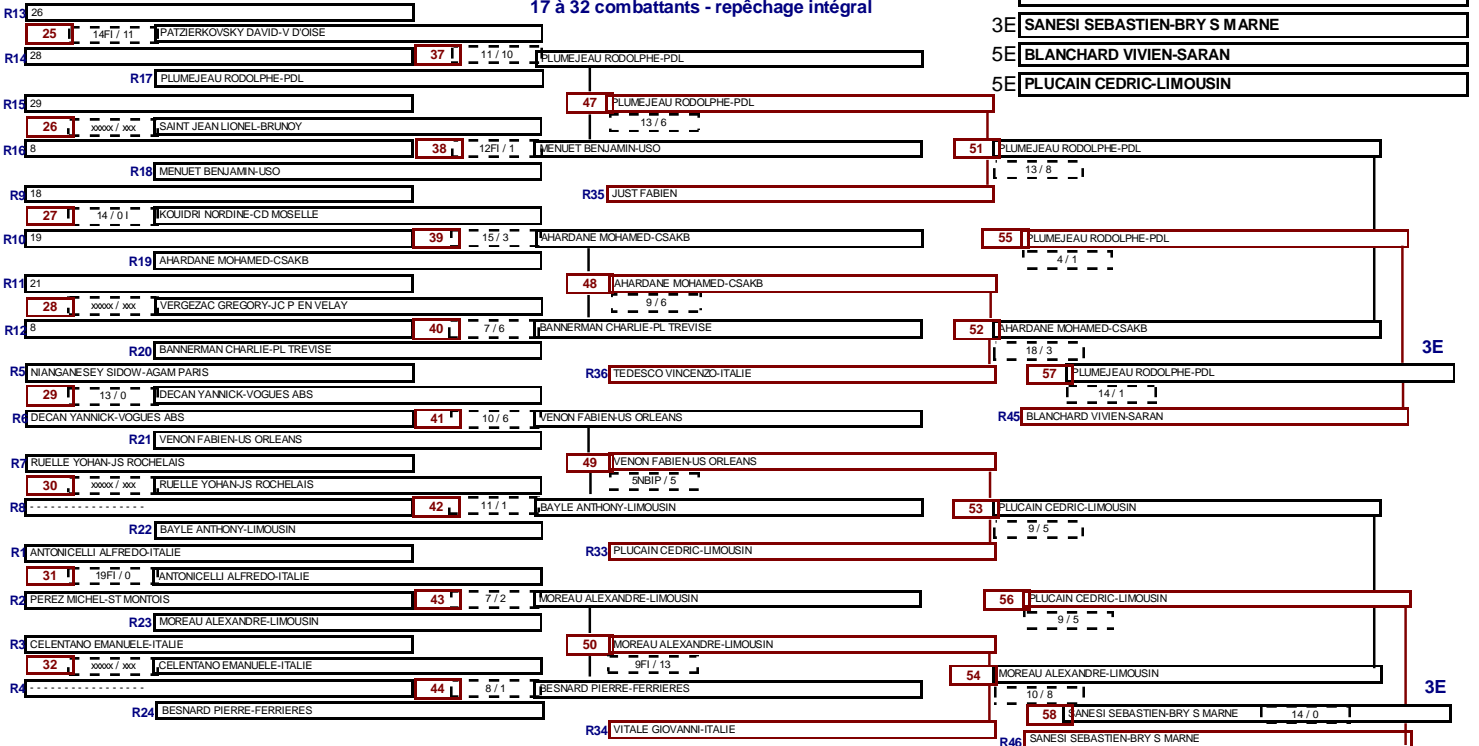 17 à 32 combattants - repêchage intégral
3E SANESI SEBASTIEN-BRY S MARNE
5E BLANCHARD VIVIEN-SARAN
5E PLUCAIN CEDRIC-LIMOUSIN
R13 26
25 14FI / 11 PATZIERKOVSKY DAVID-V D'OISE
R14 28
37 11 / 10 PLUMEJEAU RODOLPHE-PDL
R17 PLUMEJEAU RODOLPHE-PDL
R15 29
47 PLUMEJEAU RODOLPHE-PDL
13 / 6
26 xxxxx / xxx SAINT JEAN LIONEL-BRUNOY
R16 8
38 12FI / 1 MENUET BENJAMIN-USO
51 PLUMEJEAU RODOLPHE-PDL
13 / 8
R18 MENUET BENJAMIN-USO
R9 18
R35 JUST FABIEN
27 14 / 0 I KOUIDRI NORDINE-CD MOSELLE
R10 19
39 15 / 3 AHARDANE MOHAMED-CSAKB
55 PLUMEJEAU RODOLPHE-PDL
4 / 1
R19 AHARDANE MOHAMED-CSAKB
R11 21
48 AHARDANE MOHAMED-CSAKB
9 / 6
28 xxxxx / xxx VERGEZAC GREGORY-JC P EN VELAY
R12 8
40 7 / 6 BANNERMAN CHARLIE-PL TREVISE
52 AHARDANE MOHAMED-CSAKB
18 / 3
3E
R20 BANNERMAN CHARLIE-PL TREVISE
R5 NIANGANESEY SIDOW-AGAM PARIS
R36 TEDESCO VINCENZO-ITALIE
57 PLUMEJEAU RODOLPHE-PDL
14 / 1
29 13 / 0 DECAN YANNICK-VOGUES ABS
R6 DECAN YANNICK-VOGUES ABS
41 10 / 6 VENON FABIEN-US ORLEANS
R45 BLANCHARD VIVIEN-SARAN
R21 VENON FABIEN-US ORLEANS
R7 RUELLE YOHAN-JS ROCHELAIS
49 VENON FABIEN-US ORLEANS
5NBIP / 5
30 xxxxx / xxx RUELLE YOHAN-JS ROCHELAIS
R8 - - - - - - - - - - - - - - - -
42 11 / 1 BAYLE ANTHONY-LIMOUSIN
53 PLUCAIN CEDRIC-LIMOUSIN
9 / 5
R22 BAYLE ANTHONY-LIMOUSIN
R1 ANTONICELLI ALFREDO-ITALIE
R33 PLUCAIN CEDRIC-LIMOUSIN
31 19FI / 0 ANTONICELLI ALFREDO-ITALIE
R2 PEREZ MICHEL-ST MONTOIS
43 7 / 2 MOREAU ALEXANDRE-LIMOUSIN
56 PLUCAIN CEDRIC-LIMOUSIN
9 / 5
R23 MOREAU ALEXANDRE-LIMOUSIN
R3 CELENTANO EMANUELE-ITALIE
50 MOREAU ALEXANDRE-LIMOUSIN
9FI / 13
32 xxxxx / xxx CELENTANO EMANUELE-ITALIE
54 MOREAU ALEXANDRE-LIMOUSIN
10 / 8
R4 - - - - - - - - - - - - - - - -
44 8 / 1 BESNARD PIERRE-FERRIERES
3E
R24 BESNARD PIERRE-FERRIERES
58 SANESI SEBASTIEN-BRY S MARNE 14 / 0
R34 VITALE GIOVANNI-ITALIE
R46 SANESI SEBASTIEN-BRY S MARNE